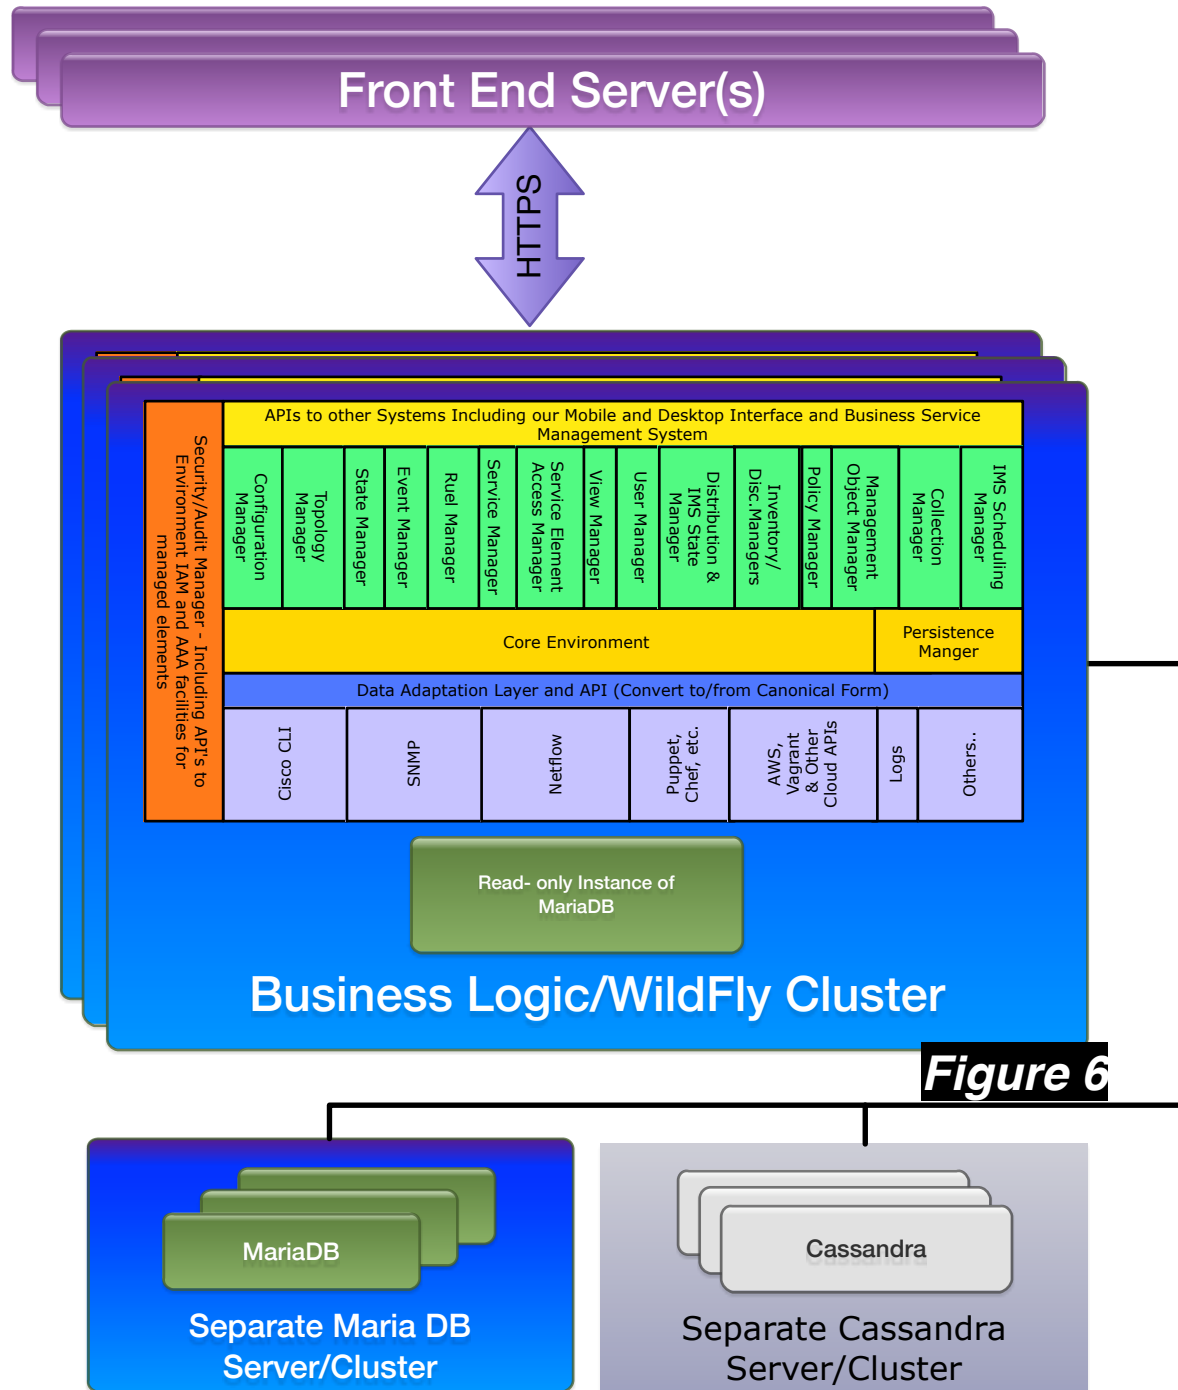 Front End Server(s)
HTTPS
APIs to other Systems Including our Mobile and Desktop Interface and Business Service
Management System
Security/Audit Manager - Including API's to
Environment IAM and AAA facilities for
managed elements
Configuration
Manager
Topology
Manager
State Manager
Event Manager
Ruel Manager
Service Manager
Service Element
Access Manager
View Manager
User Manager
Distribution &
IMS State
Manager
Inventory/
Disc.Managers
Policy Manager
Management
Object Manager
Collection
Manager
IMS Scheduling
Manager
Core Environment
Persistence
Manger
Data Adaptation Layer and API (Convert to/from Canonical Form)
Cisco CLI
SNMP
Netflow
Puppet,
Chef, etc.
AWS,
Vagrant
& Other
Cloud APIs
Logs
Others..
Read- only Instance of
MariaDB
Business Logic/WildFly Cluster
Figure 6
MariaDB
Separate Maria DB
Server/Cluster
Cassandra
Separate Cassandra
Server/Cluster